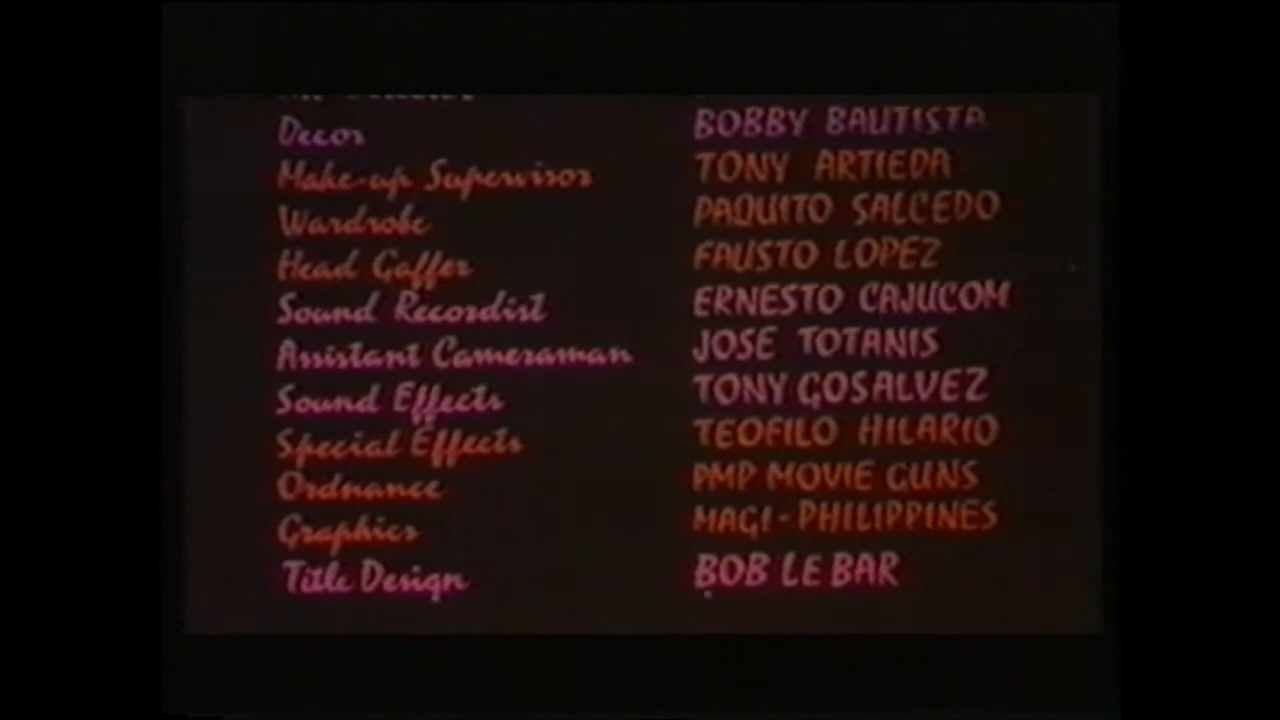 Decor BOBBY BAUTISTA
Make-up Supervisor TONY ARTIEDA
Wardrobe PAQUITO SALCEDO
Head Gaffer FAUSTO LOPEZ
Sound Recordist ERNESTO CAJUCOM
Assistant Cameraman JOSE TOTANIS
Sound Effects TONY GOSALVEZ
Special Effects TEOFILO HILARIO
Ordnance PMP MOVIE GUNS
Graphics MAGI-PHILIPPINES
Title Design BOB LE BAR